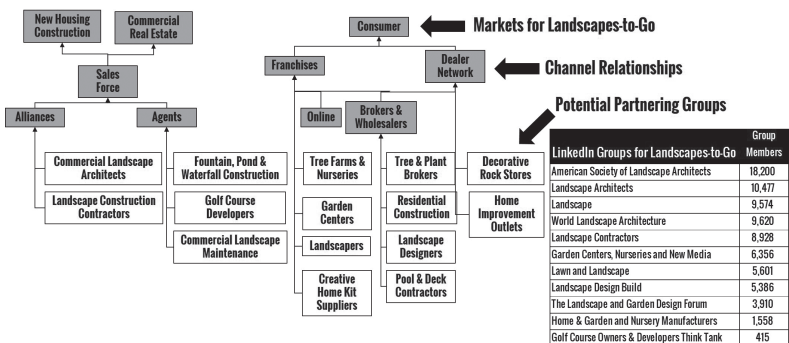 New Housing
Construction
Commercial
Real Estate
Consumer
Markets for Landscapes-to-Go
Sales
Force
Franchises
Dealer
Network
Channel Relationships
Alliances
Agents
Online
Brokers &
Wholesalers
Potential Partnering Groups
Commercial Landscape
Architects
Landscape Construction
Contractors
Fountain, Pond &
Waterfall Construction
Golf Course
Developers
Commercial Landscape
Maintenance
Tree Farms &
Nurseries
Garden
Centers
Landscapers
Creative
Home Kit
Suppliers
Tree & Plant
Brokers
Residential
Construction
Landscape
Designers
Pool & Deck
Contractors
Decorative
Rock Stores
Home
Improvement
Outlets
LinkedIn Groups for Landscapes-to-Go
Group
Members
American Society of Landscape Architects 18,200
Landscape Architects 10,477
Landscape 9,574
World Landscape Architecture 9,620
Landscape Contractors 8,928
Garden Centers, Nurseries and New Media 6,356
Lawn and Landscape 5,601
Landscape Design Build 5,386
The Landscape and Garden Design Forum 3,910
Home & Garden and Nursery Manufacturers 1,558
Golf Course Owners & Developers Think Tank 415